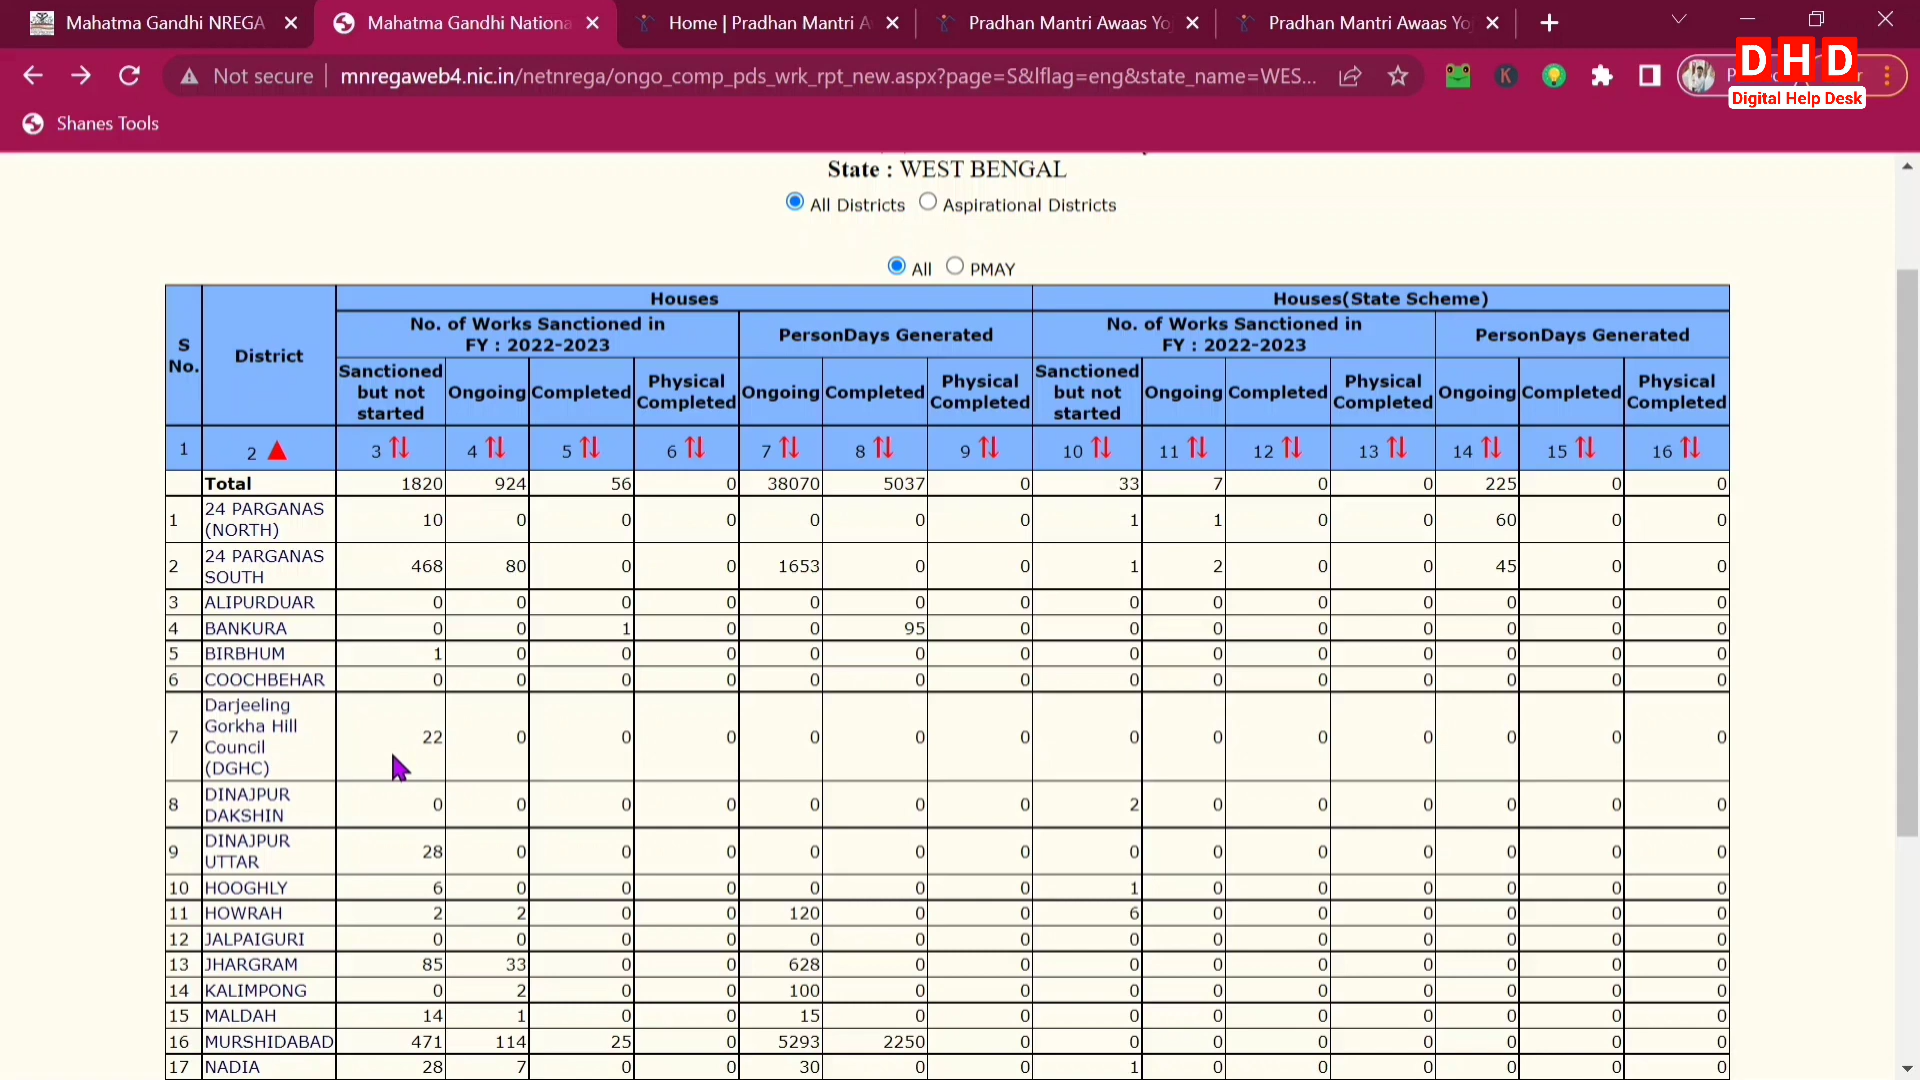 Mahatma Gandhi NREGA
Mahatma Gandhi Nationa
Home | Pradhan Mantri A
Pradhan Mantri Awaas Yo
Pradhan Mantri Awaas Yo
Not secure
mnregaweb4.nic.in/netnrega/ongo_comp_pds_wrk_rpt_new.aspx?page=S&lflag=eng&state_name=WES...
K
DHD
Digital Help Desk
Shanes Tools
State : WEST BENGAL
All Districts Aspirational Districts
All PMAY
S No. District Houses Houses(State Scheme)
No. of Works Sanctioned in FY : 2022-2023 PersonDays Generated No. of Works Sanctioned in FY : 2022-2023 PersonDays Generated
Sanctioned but not started Ongoing Completed Physical Completed Ongoing Completed Physical Completed Sanctioned but not started Ongoing Completed Physical Completed Ongoing Completed Physical Completed
1 2 3 4 5 6 7 8 9 10 11 12 13 14 15 16
Total 1820 924 56 0 38070 5037 0 33 7 0 0 225 0 0
1 24 PARGANAS (NORTH) 10 0 0 0 0 0 0 1 1 0 0 60 0 0
2 24 PARGANAS SOUTH 468 80 0 0 1653 0 0 1 2 0 0 45 0 0
3 ALIPURDUAR 0 0 0 0 0 0 0 0 0 0 0 0 0 0
4 BANKURA 0 0 1 0 0 95 0 0 0 0 0 0 0 0
5 BIRBHUM 1 0 0 0 0 0 0 0 0 0 0 0 0 0
6 COOCHBEHAR 0 0 0 0 0 0 0 0 0 0 0 0 0 0
7 Darjeeling Gorkha Hill Council (DGHC) 22 0 0 0 0 0 0 0 0 0 0 0 0 0
8 DINAJPUR DAKSHIN 0 0 0 0 0 0 0 2 0 0 0 0 0 0
9 DINAJPUR UTTAR 28 0 0 0 0 0 0 0 0 0 0 0 0 0
10 HOOGHLY 6 0 0 0 0 0 0 1 0 0 0 0 0 0
11 HOWRAH 2 2 0 0 120 0 0 6 0 0 0 0 0 0
12 JALPAIGURI 0 0 0 0 0 0 0 0 0 0 0 0 0 0
13 JHARGRAM 85 33 0 0 628 0 0 0 0 0 0 0 0 0
14 KALIMPONG 0 2 0 0 100 0 0 0 0 0 0 0 0 0
15 MALDAH 14 1 0 0 15 0 0 0 0 0 0 0 0 0
16 MURSHIDABAD 471 114 25 0 5293 2250 0 0 0 0 0 0 0 0
17 NADIA 28 7 0 0 30 0 0 1 0 0 0 0 0 0